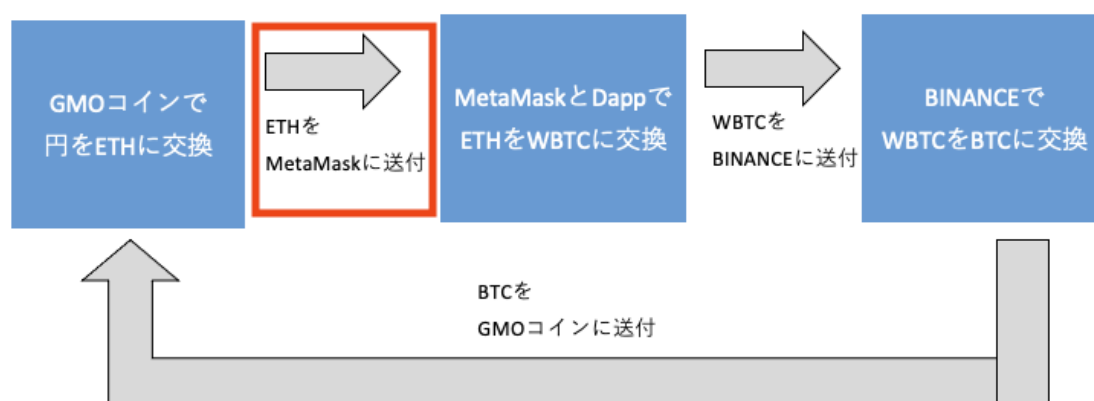 GMOコインで
円をETHに交換
ETHを
MetaMaskに送付
MetaMaskとDappで
ETHをWBTCに交換
WBTCを
BINANCEに送付
BINANCEで
WBTCをBTCに交換
BTCを
GMOコインに送付